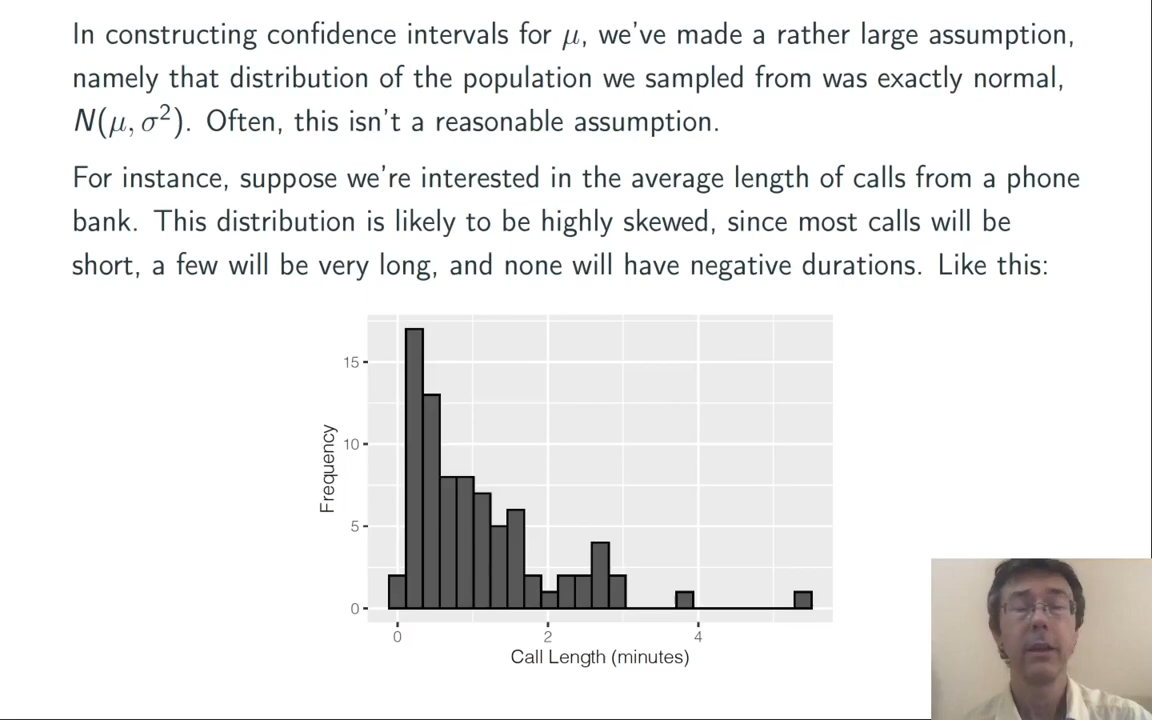 In constructing confidence intervals for μ, we've made a rather large assumption,
namely that distribution of the population we sampled from was exactly normal,
N(μ, σ²). Often, this isn't a reasonable assumption.
For instance, suppose we're interested in the average length of calls from a phone
bank. This distribution is likely to be highly skewed, since most calls will be
short, a few will be very long, and none will have negative durations. Like this:
15
10
5
0
Frequency
0 2 4
Call Length (minutes)